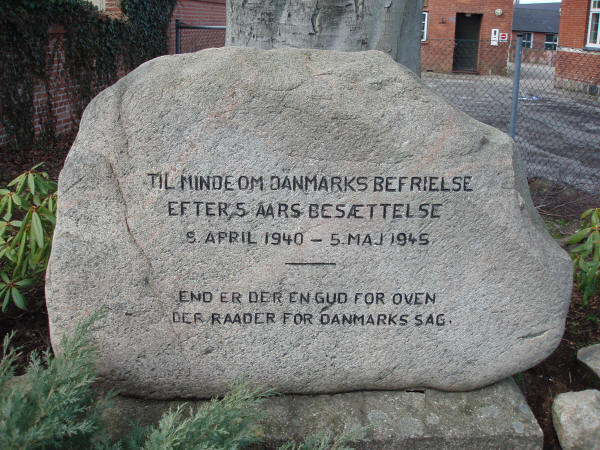 TIL MINDE OM DANMARKS BEFRIELSE
EFTER 5 AARS BESÆTTELSE
9. APRIL 1940 — 5. MAJ 1945
END ER DER EN GUD FOR OVEN
DER RAADER FOR DANMARKS SAG.